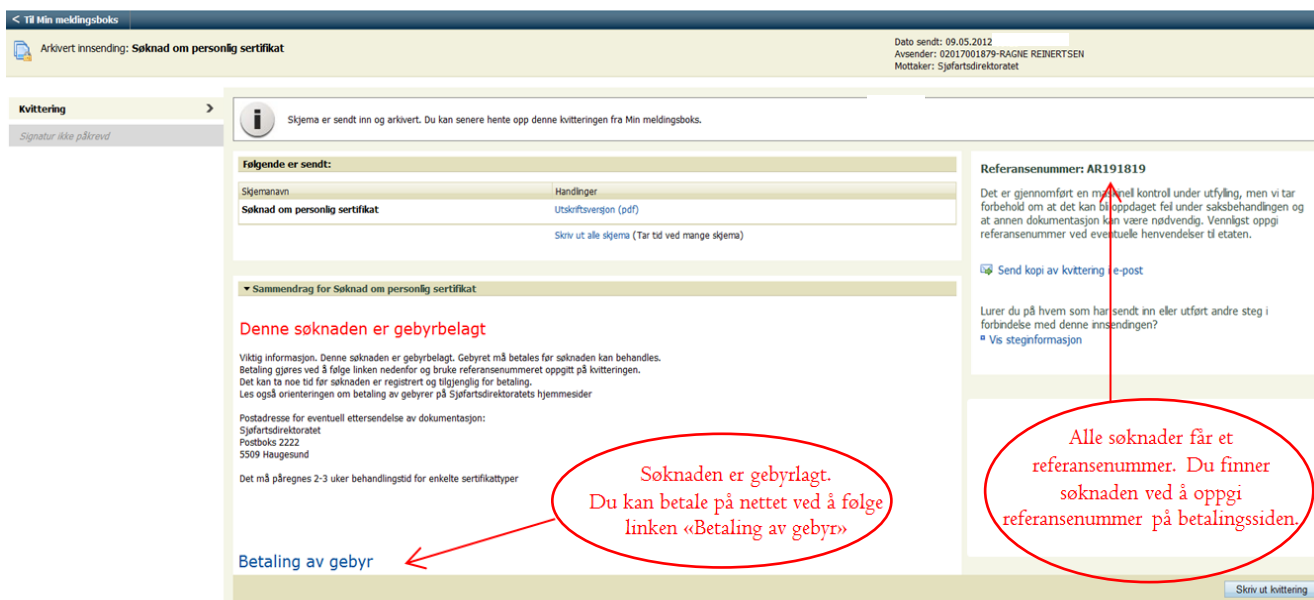 < Til Min meldingsboks
Arkivert innsending: Søknad om personlig sertifikat
Dato sendt: 09.05.2012
Avsender: 02017001879-RAGNE REINERTSEN
Mottaker: Sjøfartsdirektoratet
Kvittering >
Signatur ikke påkrevd
Skjema er sendt inn og arkivert. Du kan senere hente opp denne kvitteringen fra Min meldingsboks.
Følgende er sendt:
Skjemanavn Handlinger
Søknad om personlig sertifikat Utskriftsversjon (pdf)
Skriv ut alle skjema (Tar tid ved mange skjema)
Sammendrag for Søknad om personlig sertifikat
Denne søknaden er gebyrbelagt
Viktig informasjon. Denne søknaden er gebyrbelagt. Gebyret må betales før søknaden kan behandles.
Betaling gjøres ved å følge linken nedenfor og bruke referansenummeret oppgitt på kvitteringen.
Det kan ta noe tid før søknaden er registrert og tilgjenglig for betaling.
Les også orienteringen om betaling av gebyrer på Sjøfartsdirektoratets hjemmesider
Postadresse for eventuell ettersendelse av dokumentasjon:
Sjøfartsdirektoratet
Postboks 2222
5509 Haugesund
Det må påregnes 2-3 uker behandlingstid for enkelte sertifikattyper
Betaling av gebyr
Søknaden er gebyrlagt.
Du kan betale på nettet ved å følge
linken «Betaling av gebyr»
Referansenummer: AR191819
Det er gjennomført en maskinell kontroll under utfyling, men vi tar
forbehold om at det kan bli oppdaget feil under saksbehandlingen og
at annen dokumentasjon kan være nødvendig. Vennligst oppgi
referansenummer ved eventuelle henvendelser til etaten.
Send kopi av kvittering i e-post
Lurer du på hvem som har sendt inn eller utført andre steg i
forbindelse med denne innsendingen?
Vis steginformasjon
Alle søknader får et
referansenummer. Du finner
søknaden ved å oppgi
referansenummer på betalingssiden.
Skriv ut kvittering